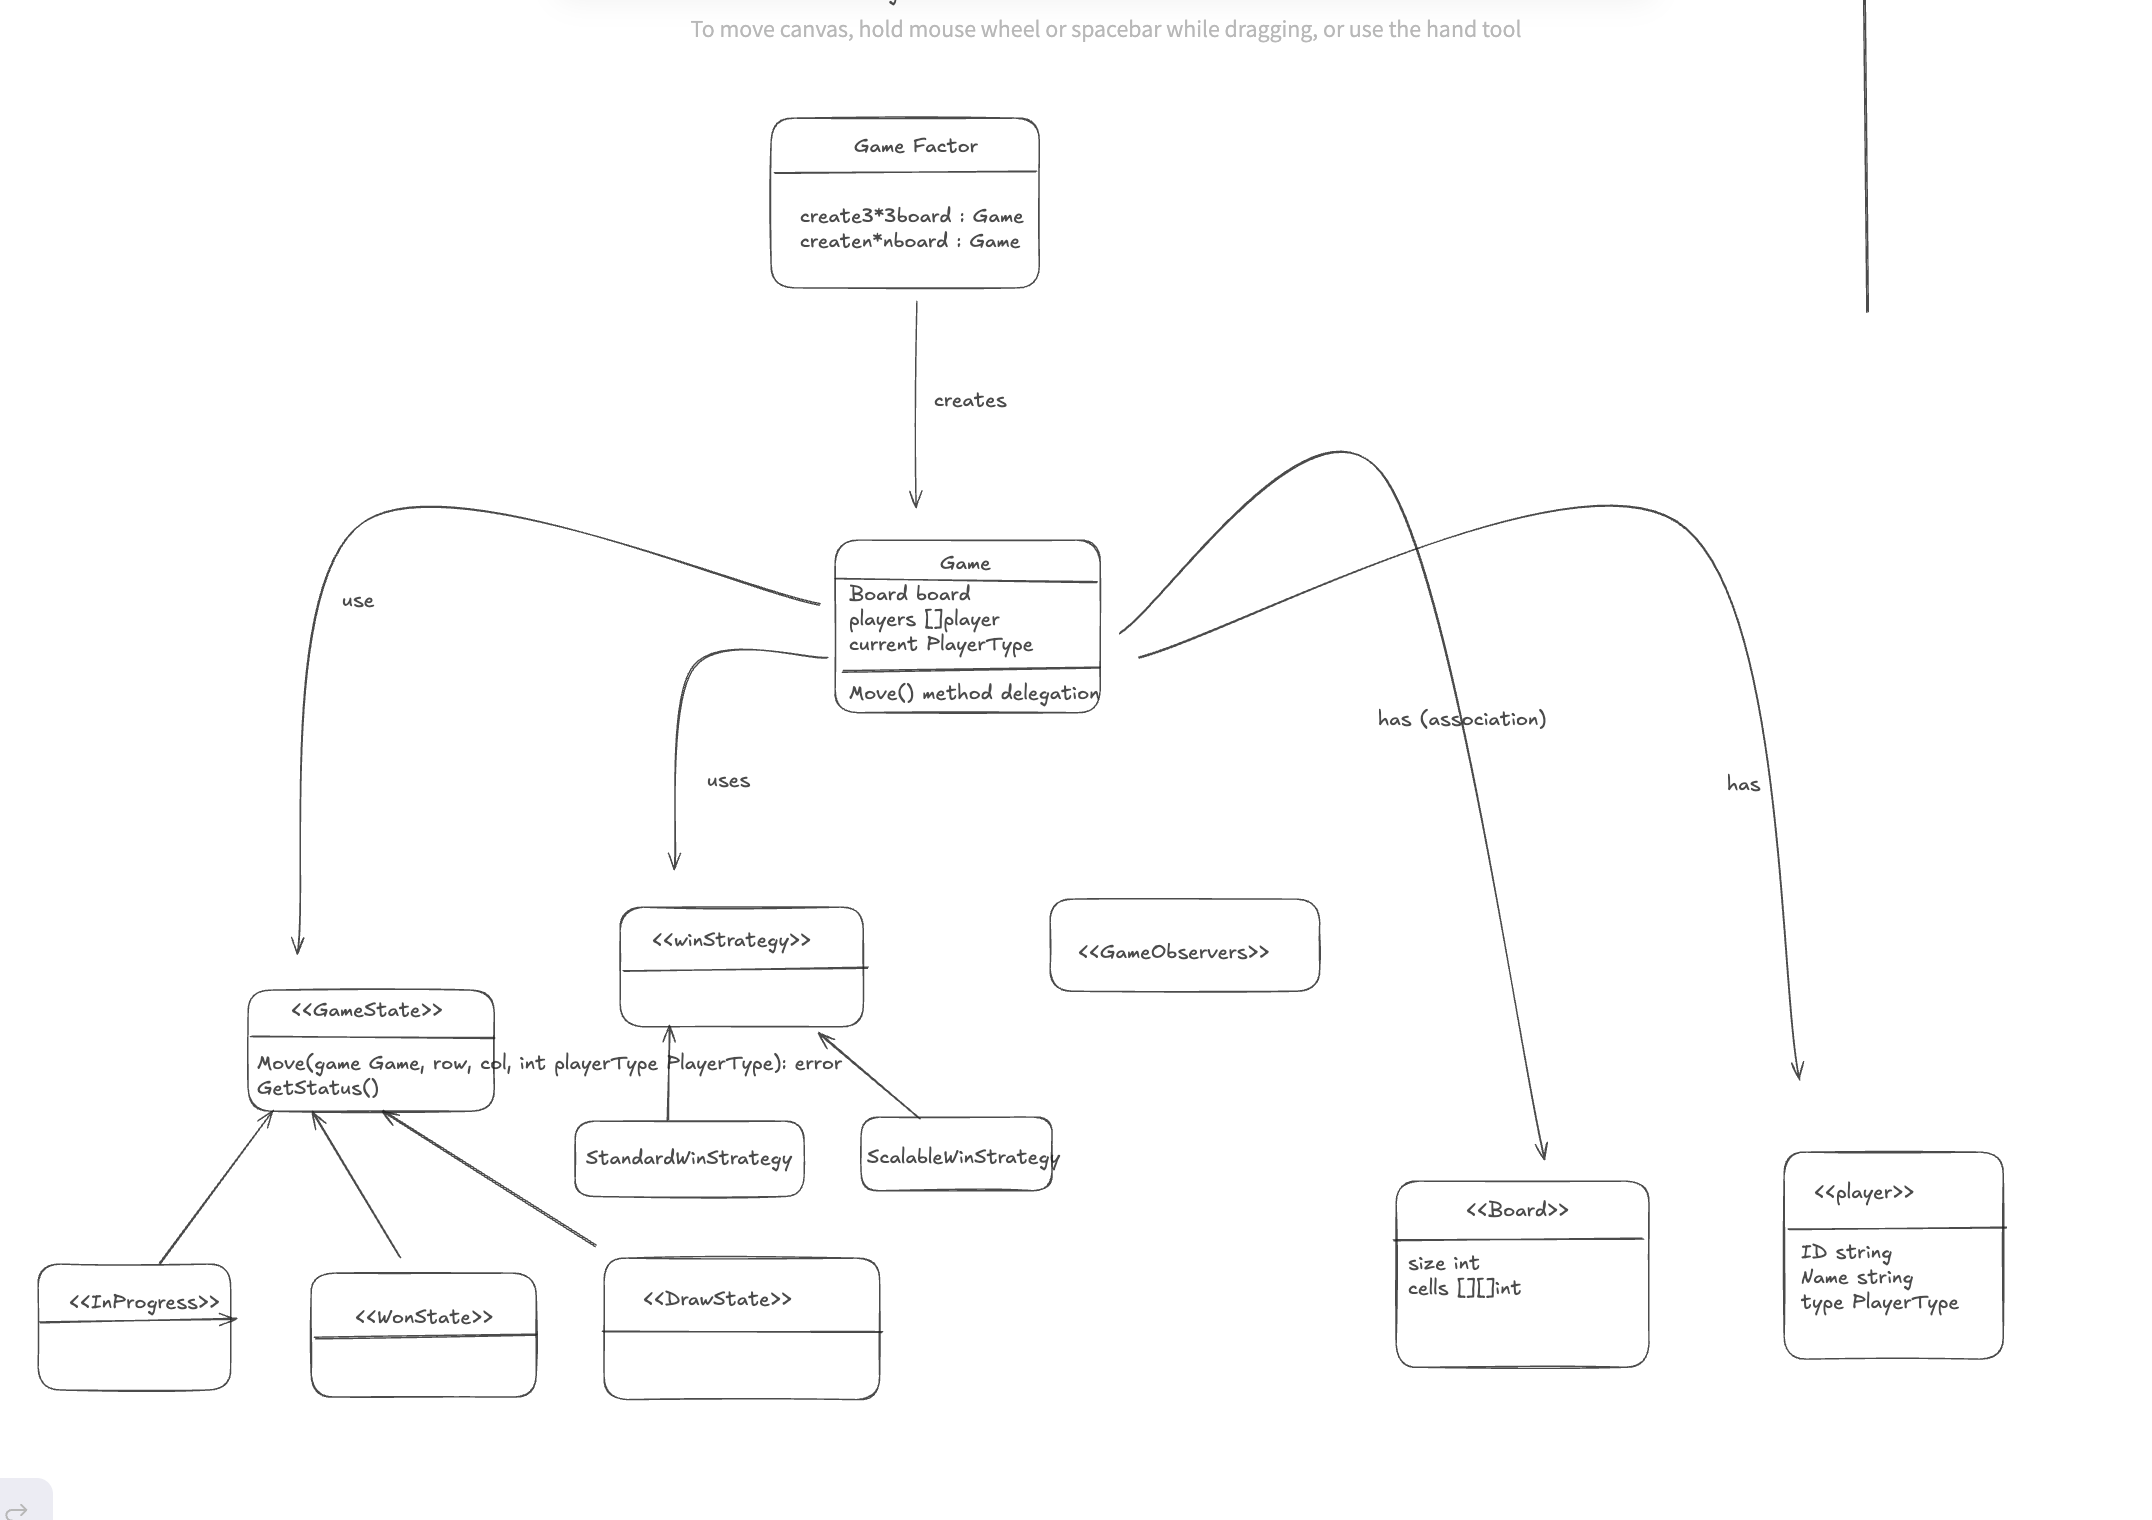 To move canvas, hold mouse wheel or spacebar while dragging, or use the hand tool
Game Factor
create3*3board : Game
createn*nboard : Game
creates
Game
Board board
players []player
current PlayerType
Move() method delegation
use
uses
has (association)
has
<<winStrategy>>
<<GameObservers>>
<<GameState>>
Move(game Game, row, col, int playerType PlayerType): error
GetStatus()
StandardWinStrategy
ScalableWinStrategy
<<Board>>
size int
cells [][]int
<<player>>
ID string
Name string
type PlayerType
<<InProgress>>
<<WonState>>
<<DrawState>>